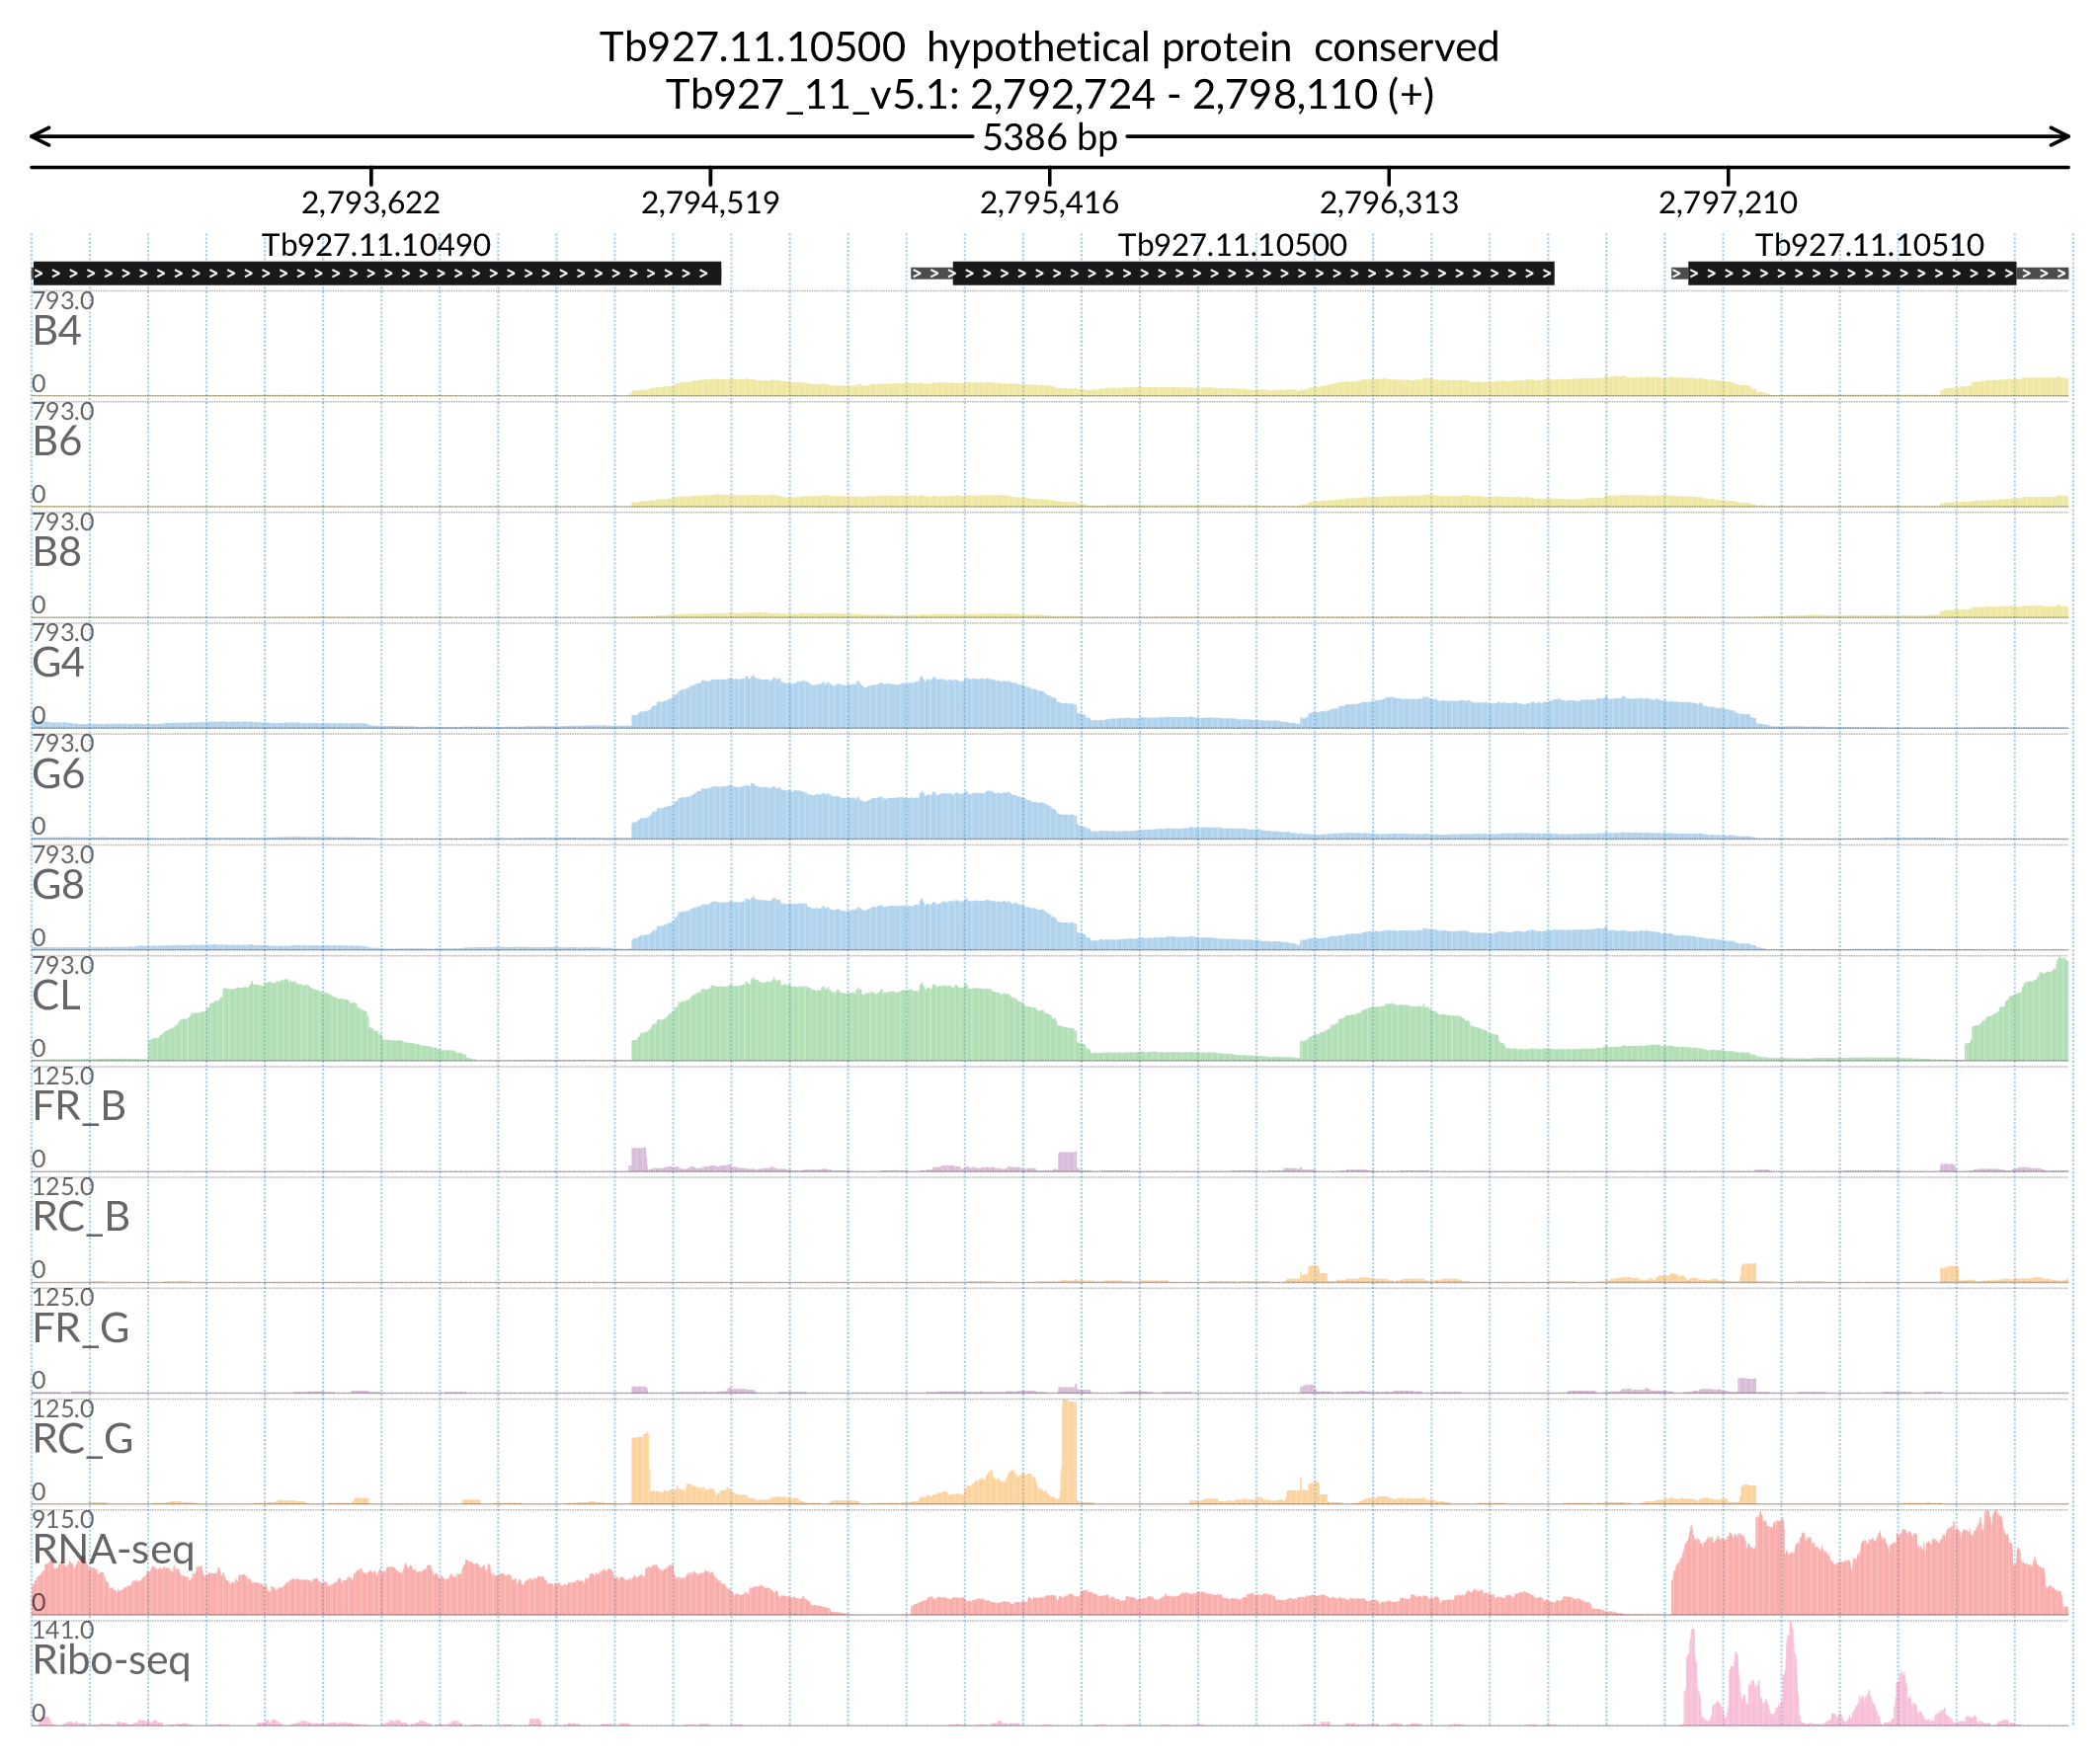 Tb927.11.10500  hypothetical protein  conserved
Tb927_11_v5.1: 2,792,724 - 2,798,110 (+)
5386 bp
2,793,622 2,794,519 2,795,416 2,796,313 2,797,210
Tb927.11.10490 Tb927.11.10500 Tb927.11.10510
793.0
B4
0
793.0
B6
0
793.0
B8
0
793.0
G4
0
793.0
G6
0
793.0
G8
0
793.0
CL
0
125.0
FR_B
0
125.0
RC_B
0
125.0
FR_G
0
125.0
RC_G
0
915.0
RNA-seq
0
141.0
Ribo-seq
0